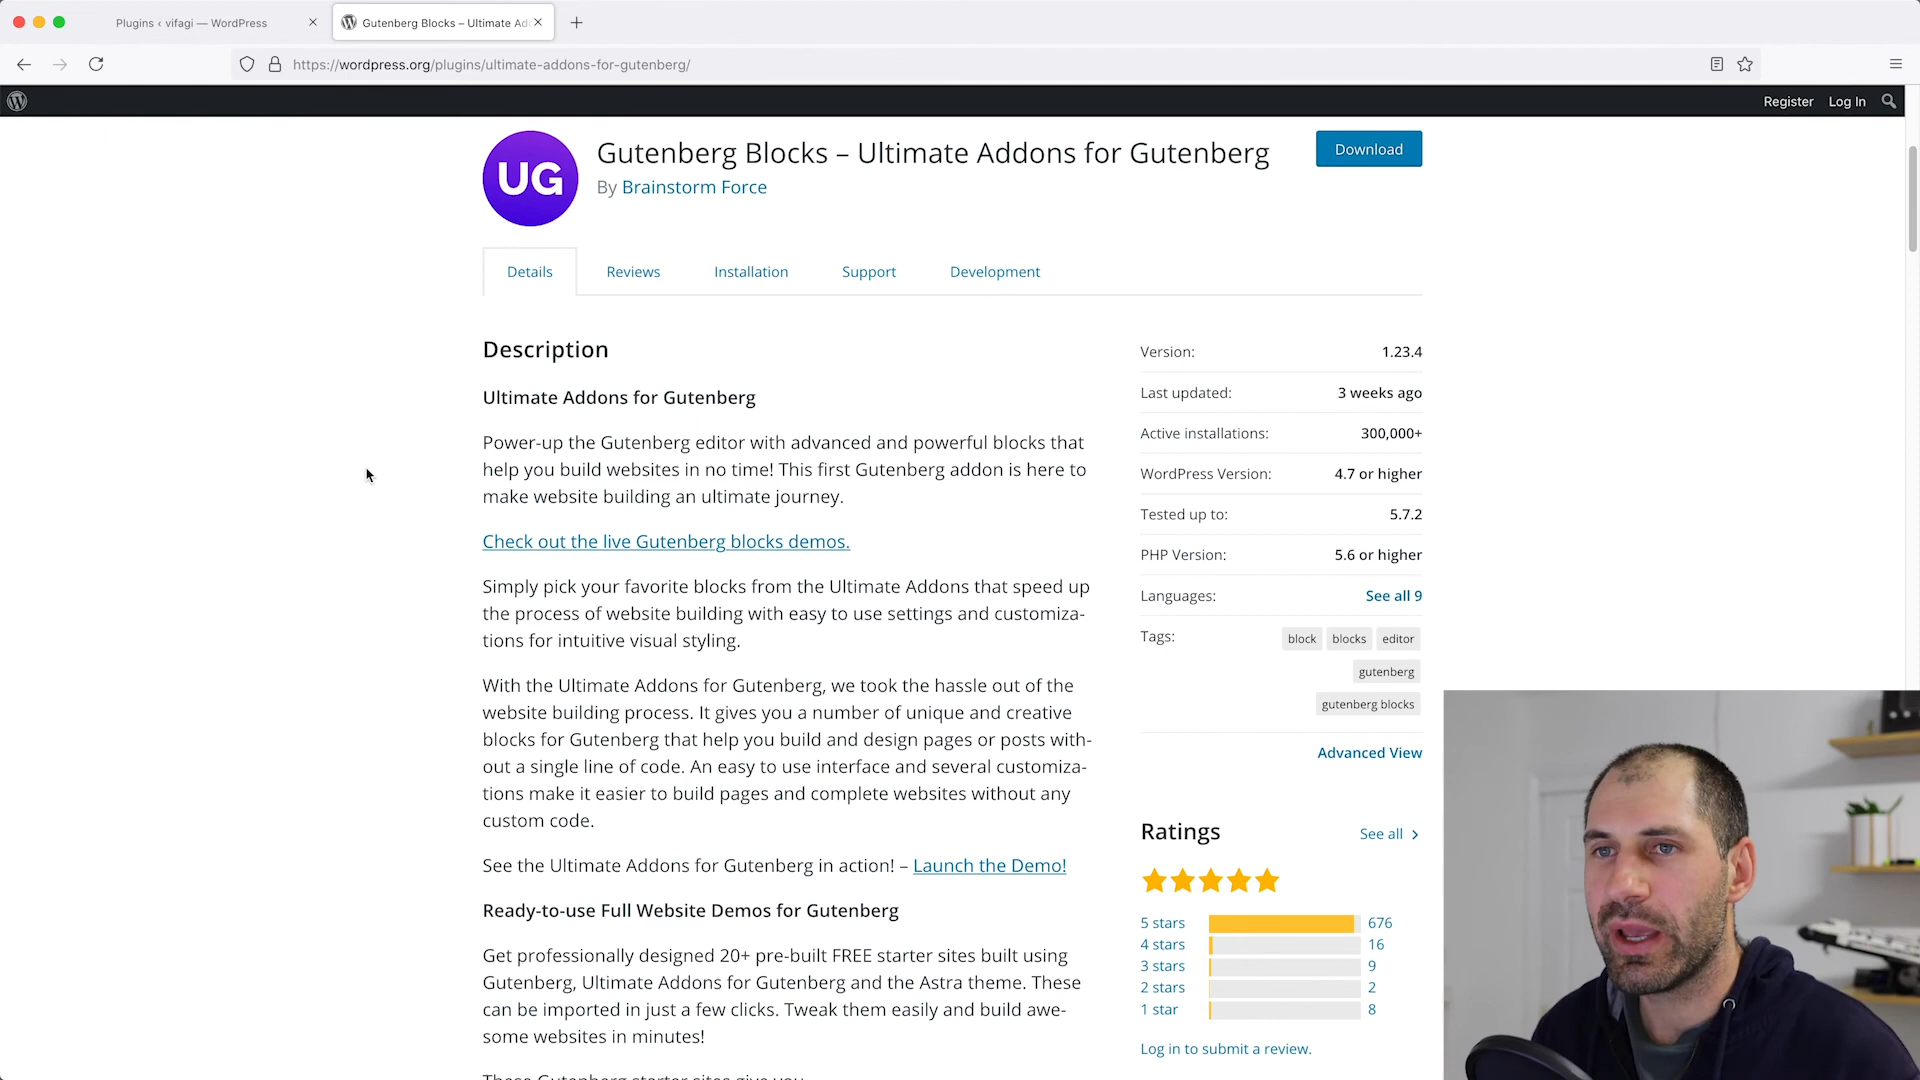 Plugins ‹ vifagi — WordPress
Gutenberg Blocks – Ultimate Ad
https://wordpress.org/plugins/ultimate-addons-for-gutenberg/
Register Log In
UG
Gutenberg Blocks – Ultimate Addons for Gutenberg
By Brainstorm Force
Download
Details Reviews Installation Support Development
Description
Ultimate Addons for Gutenberg
Power-up the Gutenberg editor with advanced and powerful blocks that
help you build websites in no time! This first Gutenberg addon is here to
make website building an ultimate journey.
Check out the live Gutenberg blocks demos.
Simply pick your favorite blocks from the Ultimate Addons that speed up
the process of website building with easy to use settings and customiza-
tions for intuitive visual styling.
With the Ultimate Addons for Gutenberg, we took the hassle out of the
website building process. It gives you a number of unique and creative
blocks for Gutenberg that help you build and design pages or posts with-
out a single line of code. An easy to use interface and several customiza-
tions make it easier to build pages and complete websites without any
custom code.
See the Ultimate Addons for Gutenberg in action! – Launch the Demo!
Ready-to-use Full Website Demos for Gutenberg
Get professionally designed 20+ pre-built FREE starter sites built using
Gutenberg, Ultimate Addons for Gutenberg and the Astra theme. These
can be imported in just a few clicks. Tweak them easily and build awe-
some websites in minutes!
These Gutenberg starter sites give you
Version: 1.23.4
Last updated: 3 weeks ago
Active installations: 300,000+
WordPress Version: 4.7 or higher
Tested up to: 5.7.2
PHP Version: 5.6 or higher
Languages: See all 9
Tags: block blocks editor
gutenberg
gutenberg blocks
Advanced View
Ratings See all
5 stars 676
4 stars 16
3 stars 9
2 stars 2
1 star 8
Log in to submit a review.